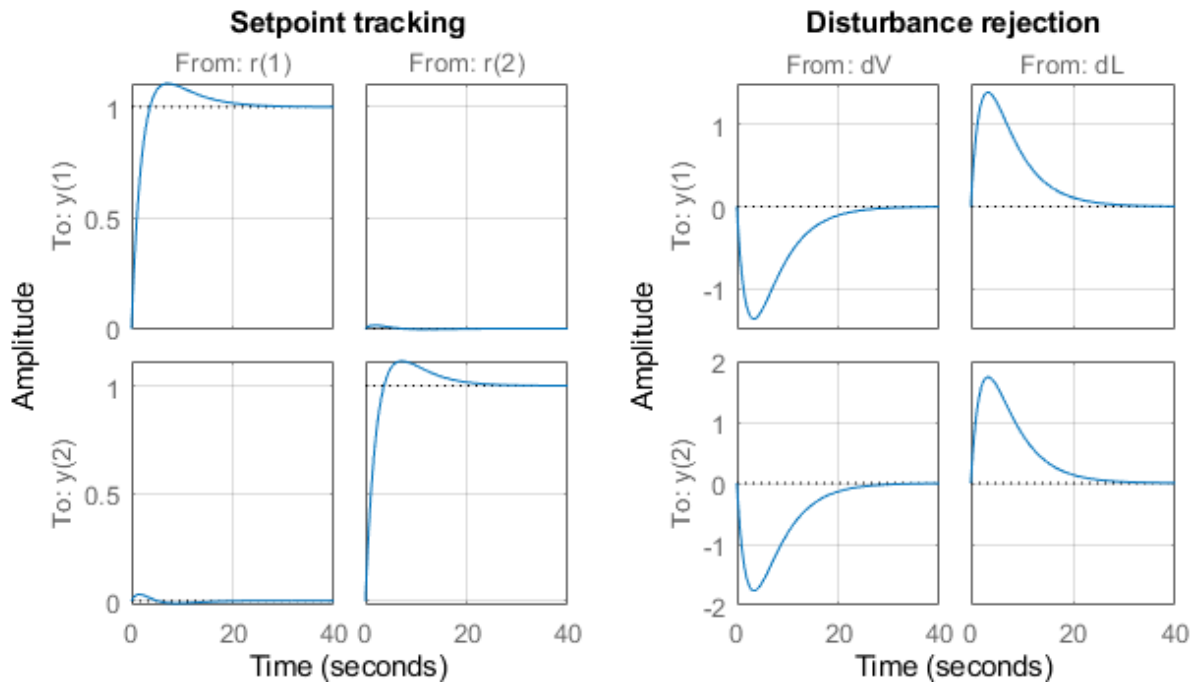 Setpoint tracking
From: r(1)
From: r(2)
To: y(1)
1
0.5
0
To: y(2)
1
0.5
0
Amplitude
0
20
40
0
20
40
Time (seconds)
Disturbance rejection
From: dV
From: dL
To: y(1)
1
0
-1
To: y(2)
2
1
0
-1
-2
Amplitude
0
20
40
0
20
40
Time (seconds)